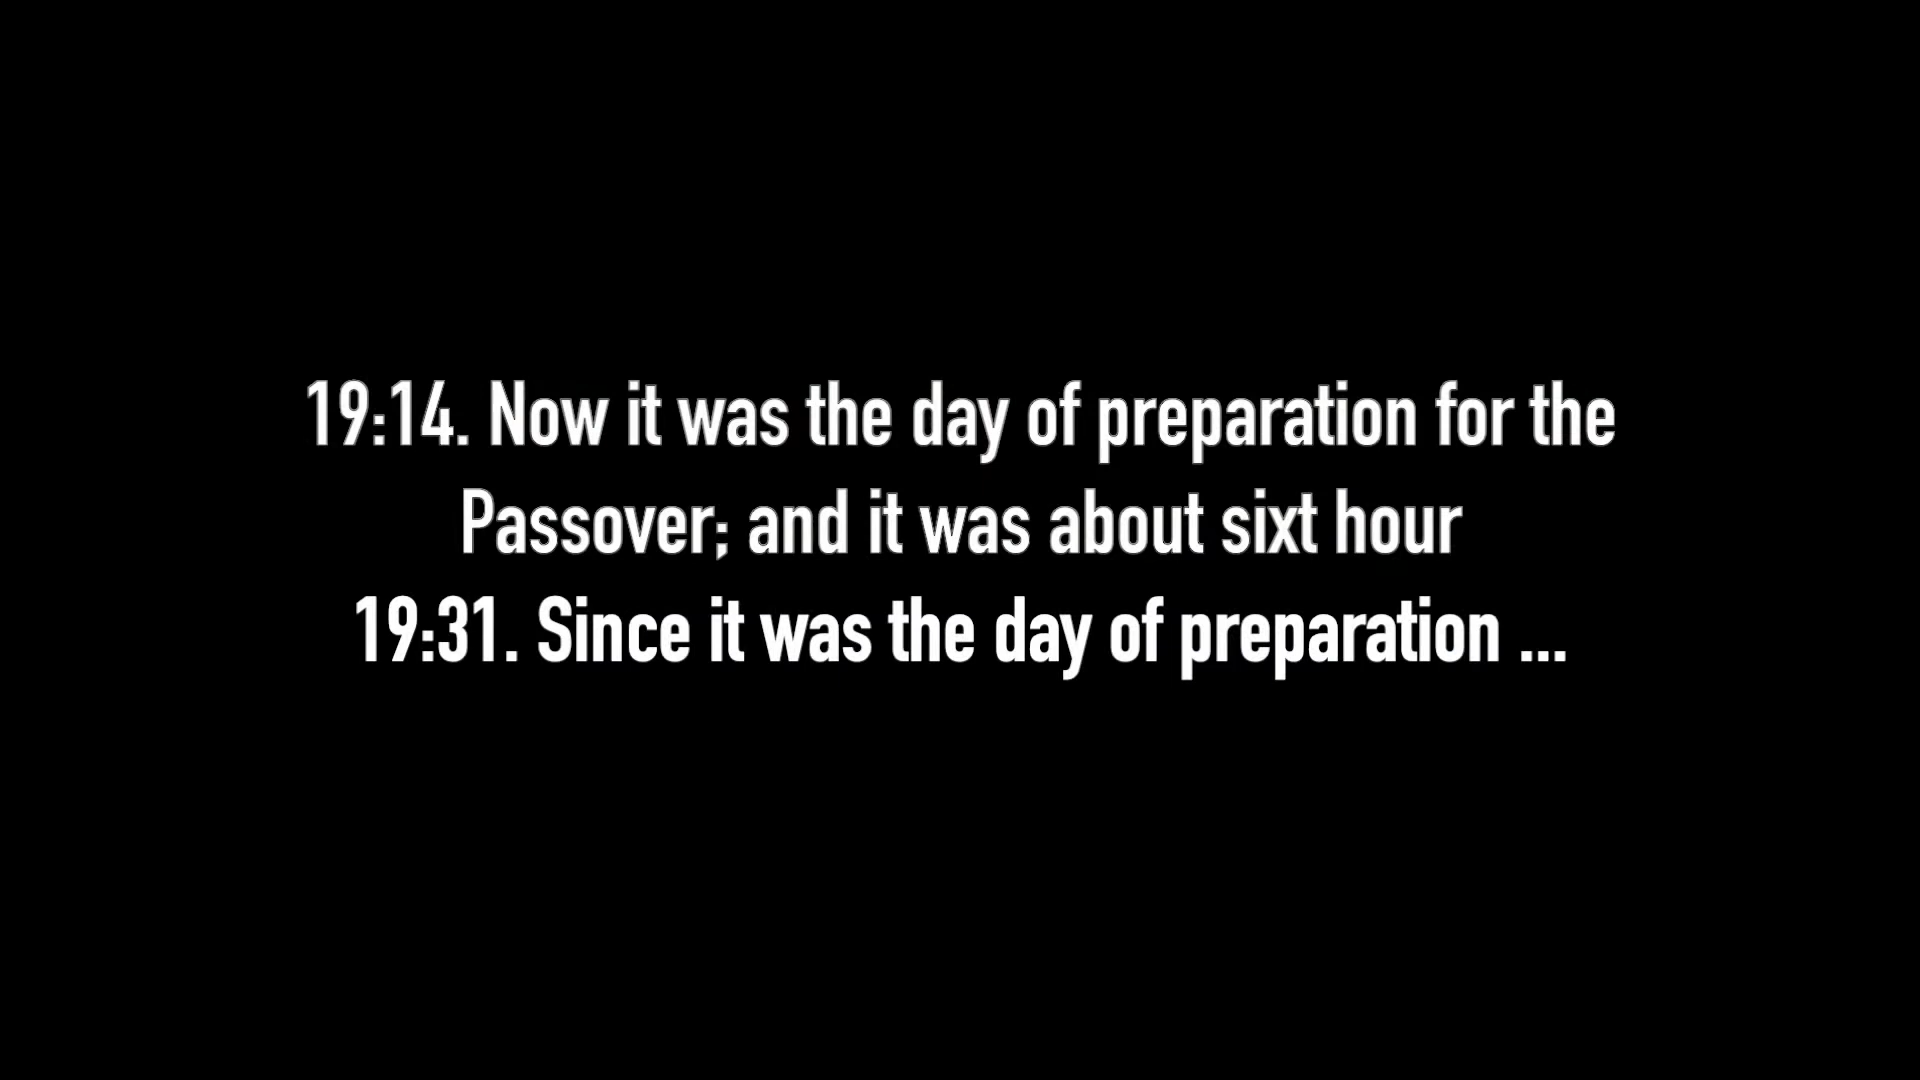 19:14. Now it was the day of preparation for the
Passover; and it was about sixt hour
19:31. Since it was the day of preparation ...